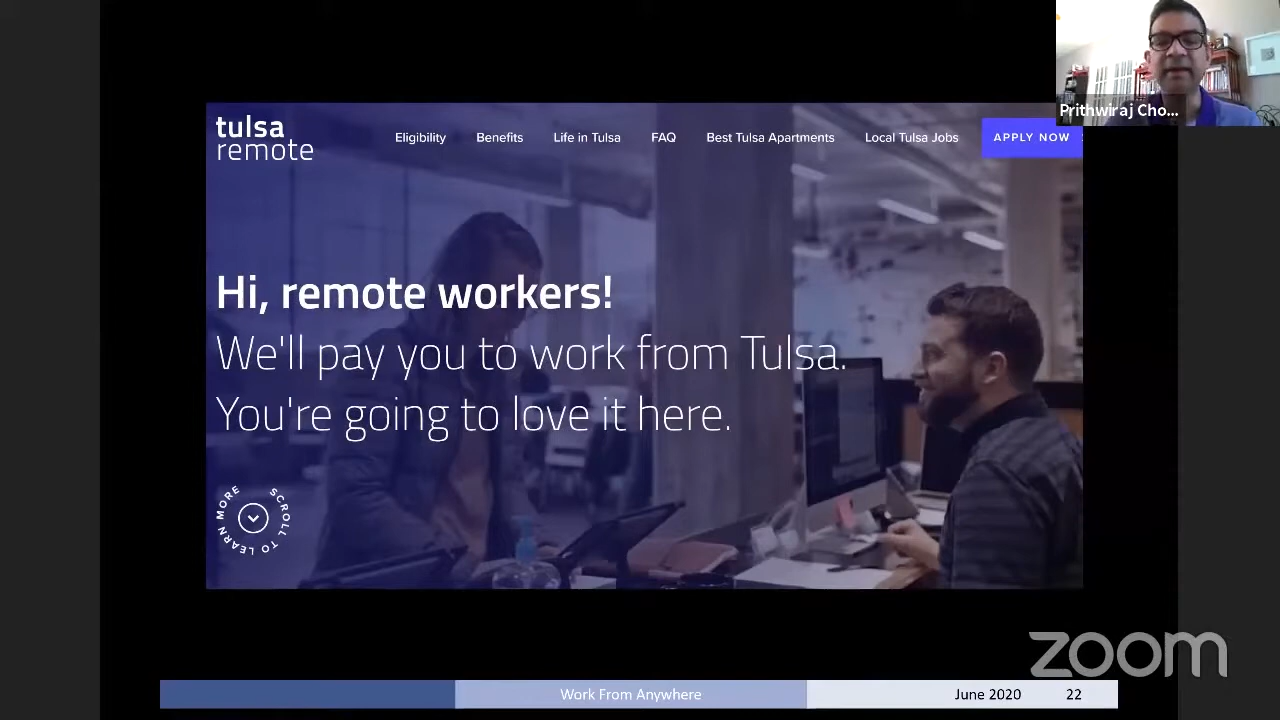 Prithwiraj Cho...
tulsa
remote
Eligibility
Benefits
Life in Tulsa
FAQ
Best Tulsa Apartments
Local Tulsa Jobs
APPLY NOW
Hi, remote workers!
We'll pay you to work from Tulsa.
You're going to love it here.
SCROLL TO LEARN MORE
zoom
Work From Anywhere
June 2020
22